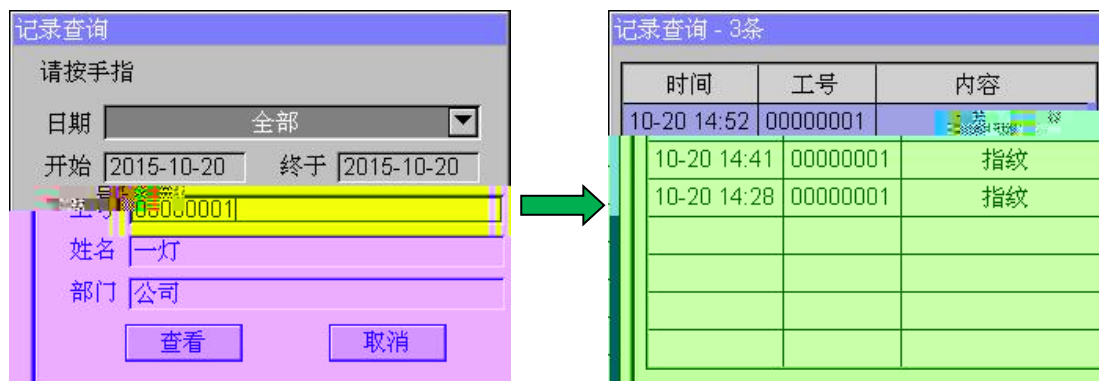 记录查询
请按手指
日期 全部
开始 2015-10-20 终于 2015-10-20
00000001
姓名 一灯
部门 公司
查看 取消
记录查询 - 3条
时间 工号 内容
10-20 14:52 00000001
10-20 14:41 00000001 指纹
10-20 14:28 00000001 指纹